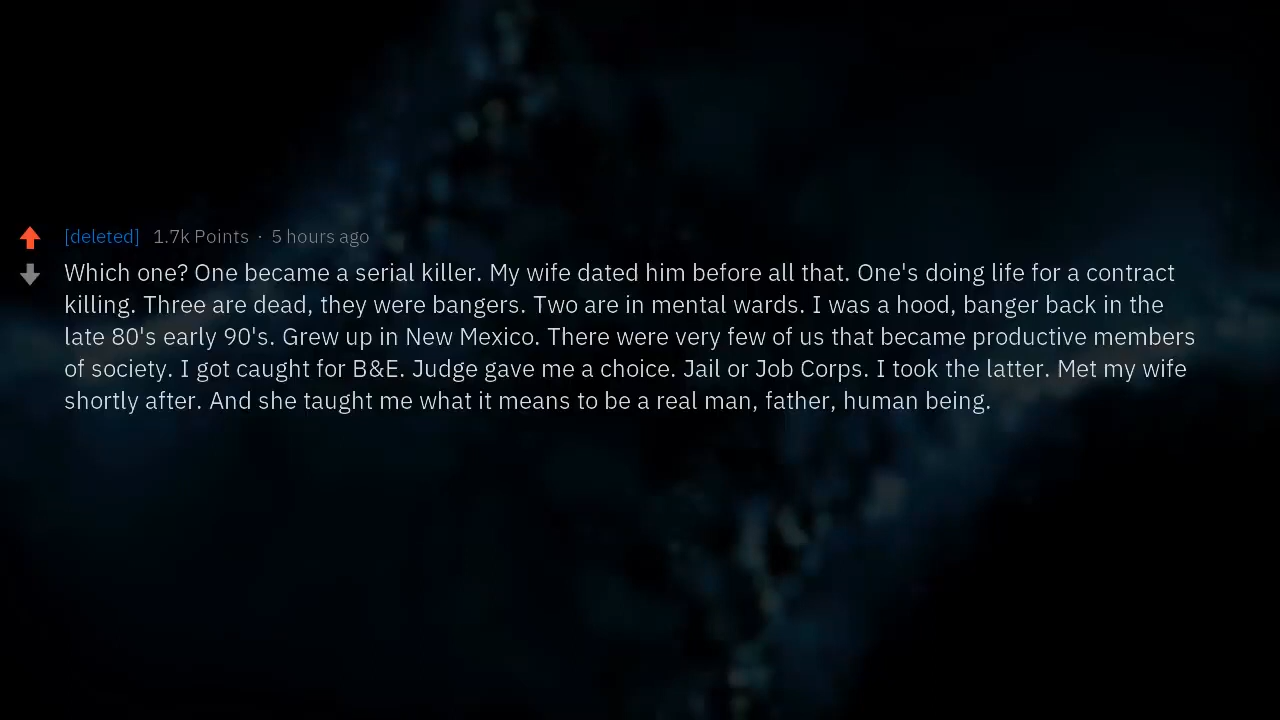 [deleted] 1.7k Points · 5 hours ago
Which one? One became a serial killer. My wife dated him before all that. One's doing life for a contract
killing. Three are dead, they were bangers. Two are in mental wards. I was a hood, banger back in the
late 80's early 90's. Grew up in New Mexico. There were very few of us that became productive members
of society. I got caught for B&E. Judge gave me a choice. Jail or Job Corps. I took the latter. Met my wife
shortly after. And she taught me what it means to be a real man, father, human being.